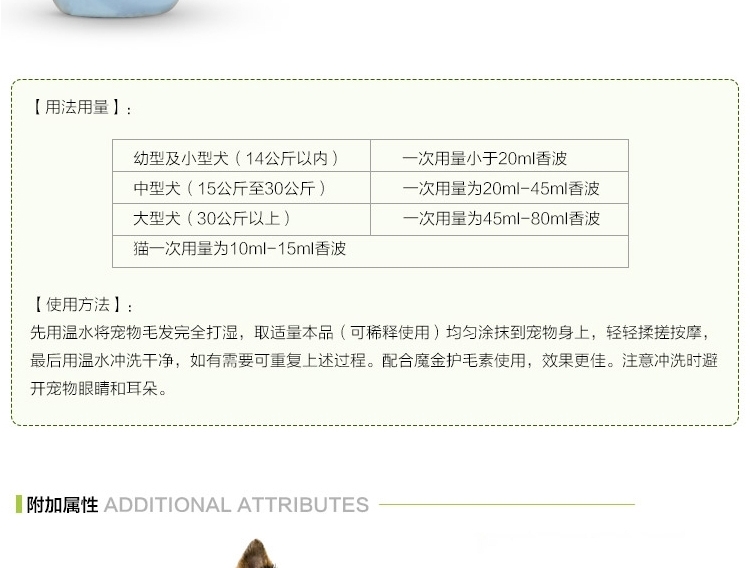 【用法用量】:
幼型及小型犬（14公斤以内） 一次用量小于20ml香波
中型犬（15公斤至30公斤） 一次用量为20ml-45ml香波
大型犬（30公斤以上） 一次用量为45ml-80ml香波
猫一次用量为10ml-15ml香波
【使用方法】:
先用温水将宠物毛发完全打湿，取适量本品（可稀释使用）均匀涂抹到宠物身上，轻轻揉搓按摩，
最后用温水冲洗干净，如有需要可重复上述过程。配合魔金护毛素使用，效果更佳。注意冲洗时避
开宠物眼睛和耳朵。
附加属性 ADDITIONAL ATTRIBUTES